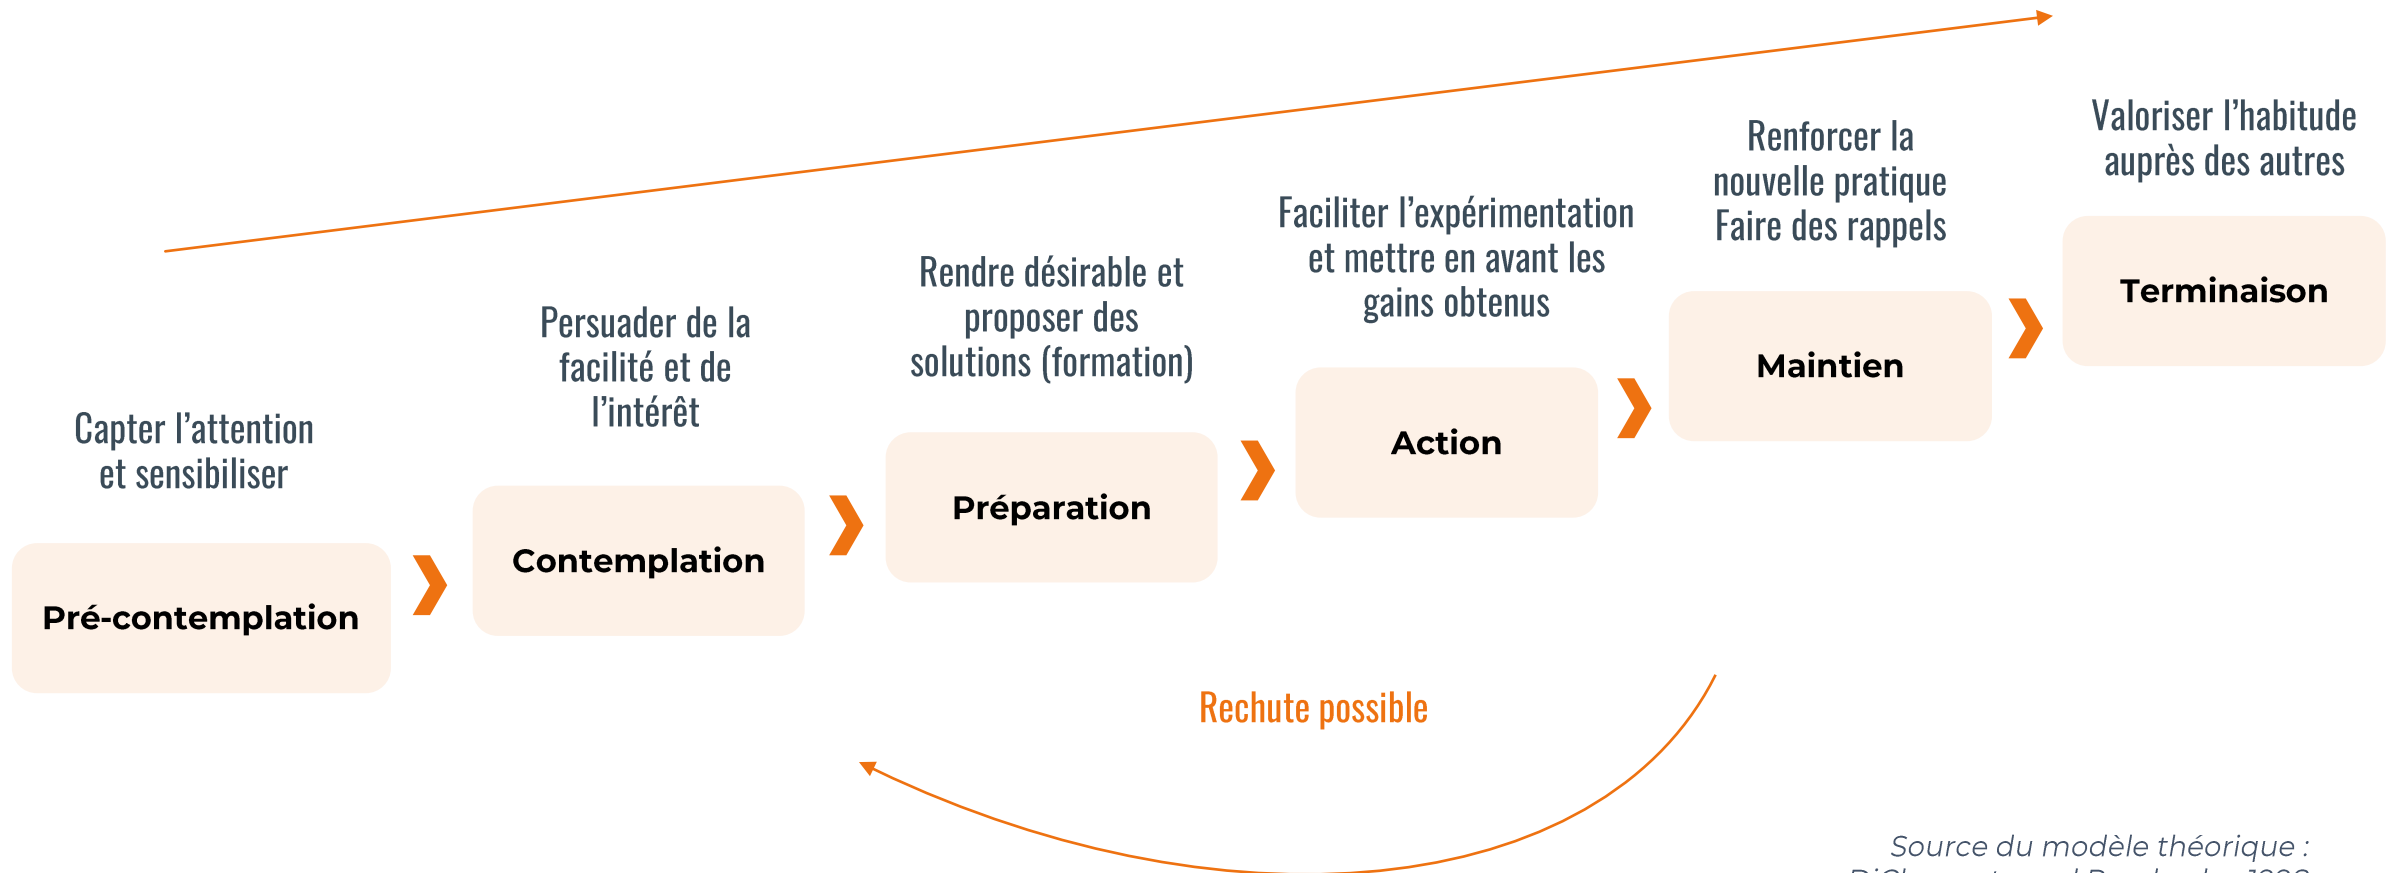 Capter l’attention
et sensibiliser
Pré-contemplation
Persuader de la
facilité et de
l’intérêt
Contemplation
Rendre désirable et
proposer des
solutions (formation)
Préparation
Faciliter l’expérimentation
et mettre en avant les
gains obtenus
Action
Renforcer la
nouvelle pratique
Faire des rappels
Maintien
Valoriser l’habitude
auprès des autres
Terminaison
Rechute possible
Source du modèle théorique :